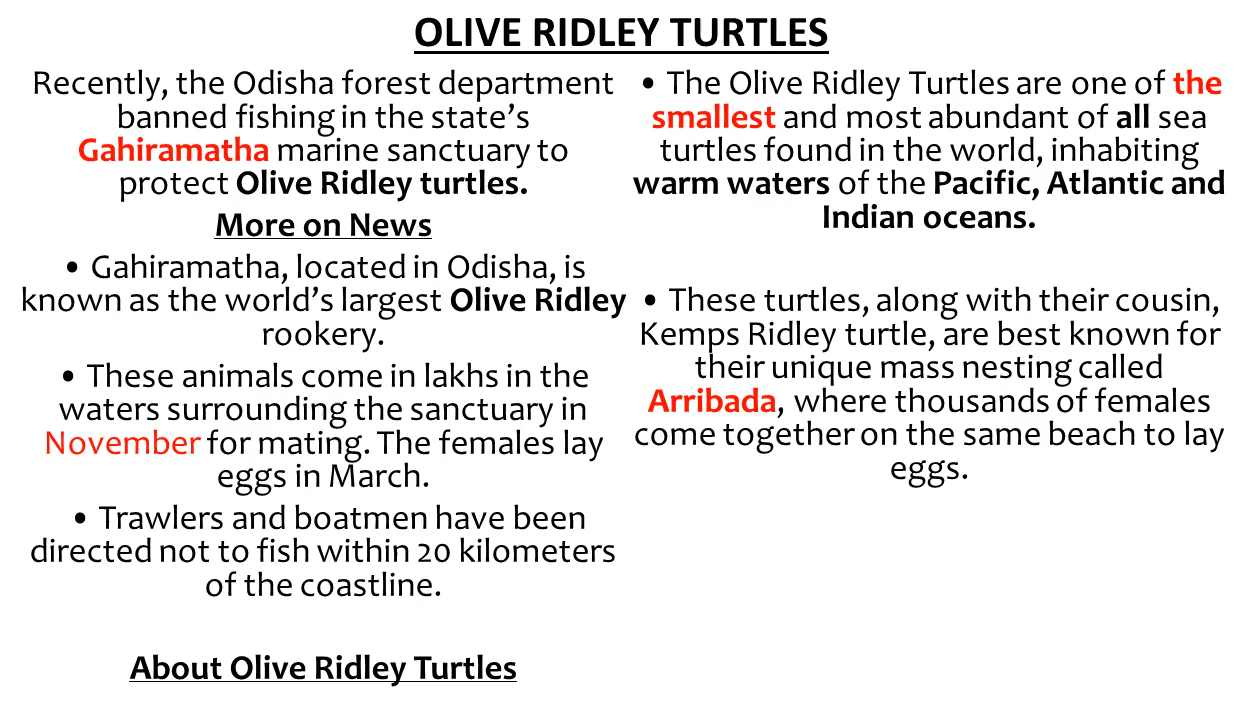 OLIVE RIDLEY TURTLES
Recently, the Odisha forest department
banned fishing in the state’s
Gahiramatha marine sanctuary to
protect Olive Ridley turtles.
More on News
• Gahiramatha, located in Odisha, is
known as the world’s largest Olive Ridley
rookery.
• These animals come in lakhs in the
waters surrounding the sanctuary in
November for mating. The females lay
eggs in March.
• Trawlers and boatmen have been
directed not to fish within 20 kilometers
of the coastline.
About Olive Ridley Turtles
• The Olive Ridley Turtles are one of the
smallest and most abundant of all sea
turtles found in the world, inhabiting
warm waters of the Pacific, Atlantic and
Indian oceans.
• These turtles, along with their cousin,
Kemps Ridley turtle, are best known for
their unique mass nesting called
Arribada, where thousands of females
come together on the same beach to lay
eggs.